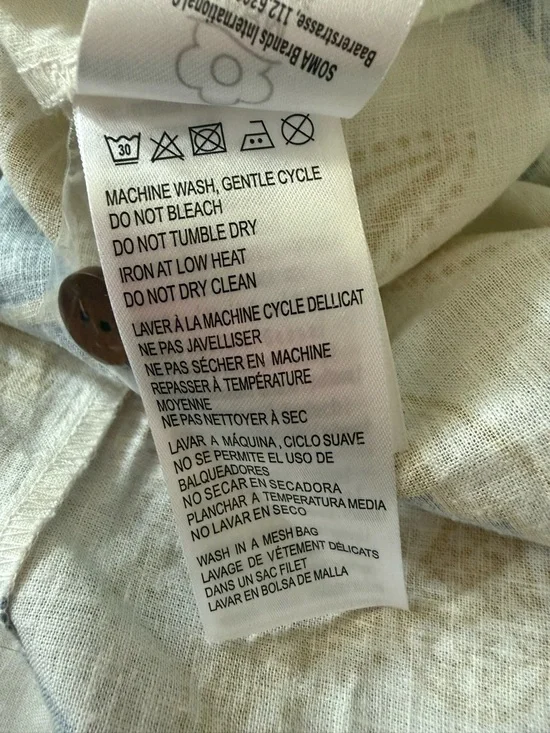 SOMA Brands International
Baarerstrasse, 112,
30
MACHINE WASH, GENTLE CYCLE
DO NOT BLEACH
DO NOT TUMBLE DRY
IRON AT LOW HEAT
DO NOT DRY CLEAN
LAVER À LA MACHINE CYCLE DELLICAT
NE PAS JAVELLISER
NE PAS SÉCHER EN MACHINE
REPASSER À TEMPÉRATURE
MOYENNE
NE PAS NETTOYER À SEC
LAVAR A MÁQUINA, CICLO SUAVE
NO SE PERMITE EL USO DE
BALQUEADORES
NO SECAR EN SECADORA
PLANCHAR A TEMPERATURA MEDIA
NO LAVAR EN SECO
WASH IN A MESH BAG
LAVAGE DE VÊTEMENT DÉLICATS
DANS UN SAC FILET
LAVAR EN BOLSA DE MALLA